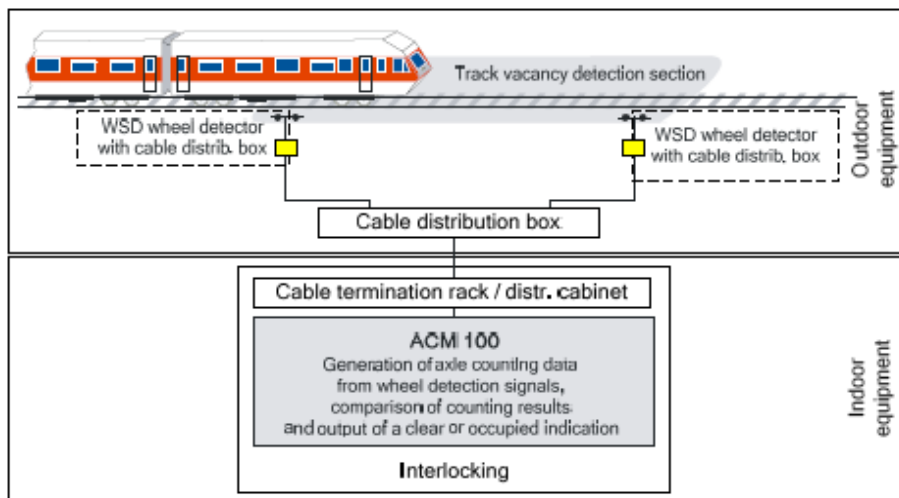 Track vacancy detection section
WSD wheel detector
with cable distrib. box
WSD wheel detector
with cable distrib. box
Outdoor
equipment
Cable distribution box
Cable termination rack / distr. cabinet
ACM 100
Generation of axle counting data
from wheel detection signals,
comparison of counting results
and output of a clear or occupied indication
Interlocking
Indoor
equipment